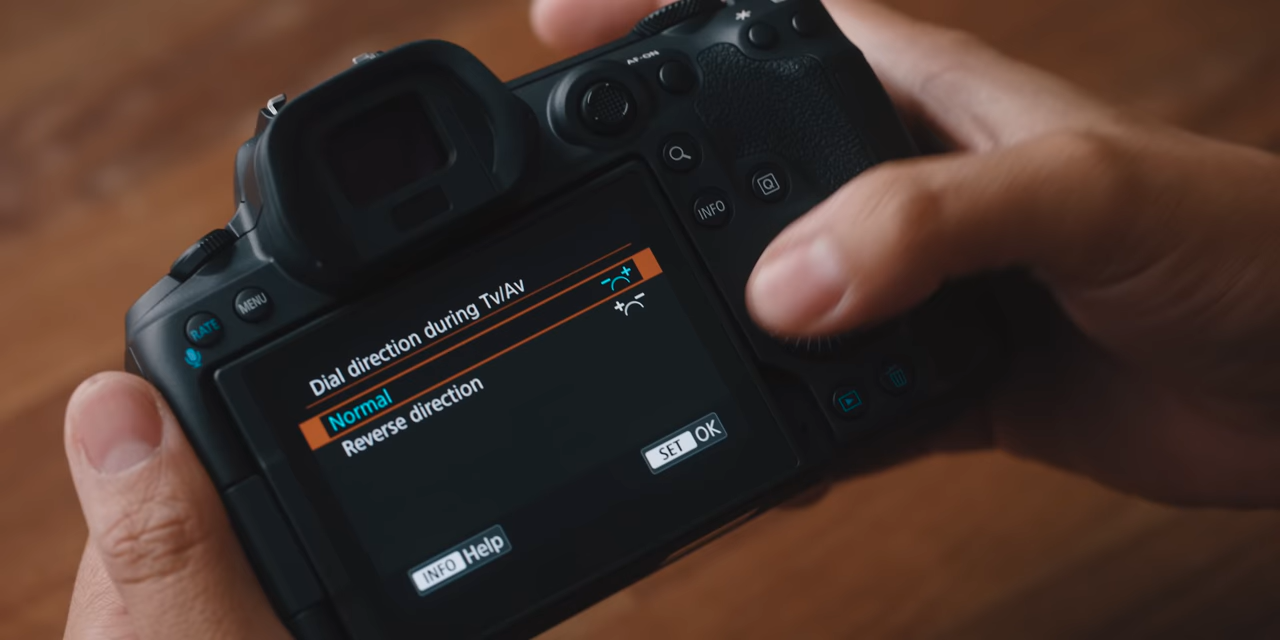 AF-ON
MENU
RATE
INFO
Q
Dial direction during Tv/Av
Normal -+
Reverse direction +-
SET OK
INFO Help